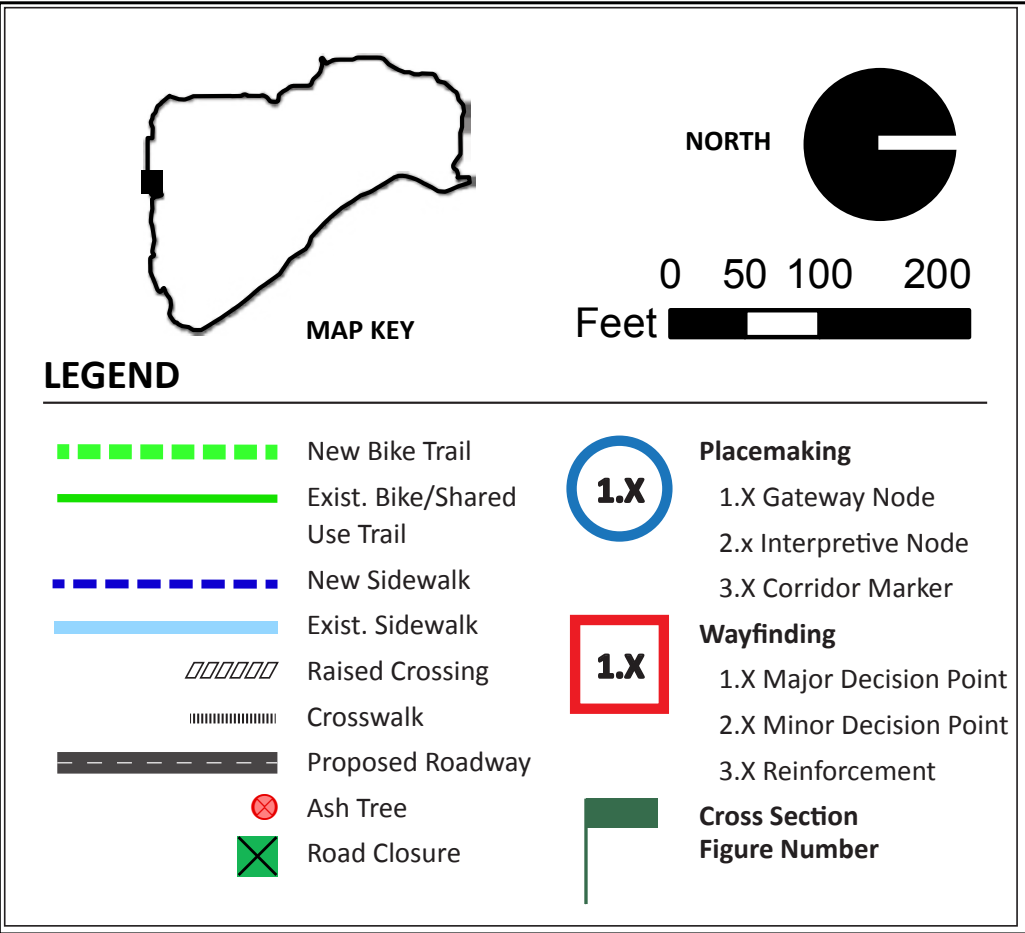 NORTH
0 50 100 200
Feet
MAP KEY
LEGEND
New Bike Trail
Exist. Bike/Shared
Use Trail
New Sidewalk
Exist. Sidewalk
Raised Crossing
Crosswalk
Proposed Roadway
Ash Tree
Road Closure
1.X
Placemaking
1.X Gateway Node
2.x Interpretive Node
3.X Corridor Marker
1.X
Wayfinding
1.X Major Decision Point
2.X Minor Decision Point
3.X Reinforcement
Cross Section
Figure Number